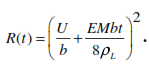 R(t) = (U/b + EMbt/8ρ_L)^2.